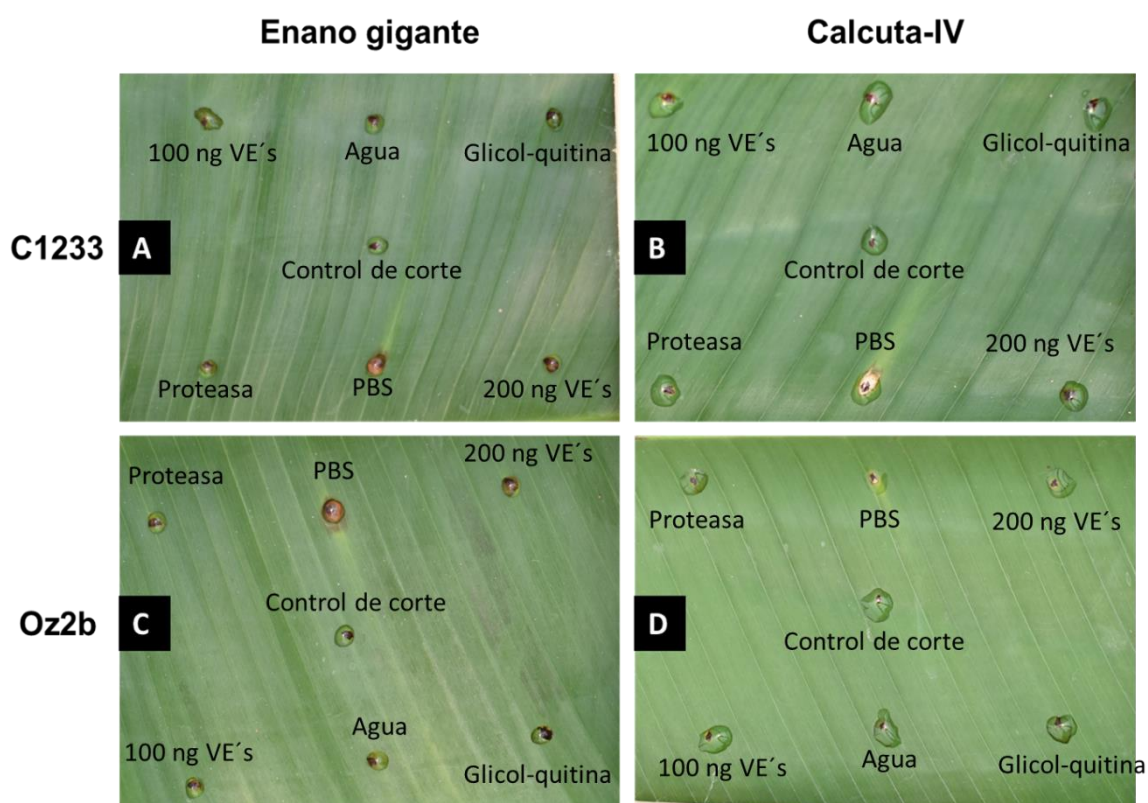 Enano gigante
Calcuta-IV
C1233
A
100 ng VE´s
Agua
Glicol-quitina
Control de corte
Proteasa
PBS
200 ng VE´s
B
100 ng VE´s
Agua
Glicol-quitina
Control de corte
Proteasa
PBS
200 ng VE´s
Oz2b
C
Proteasa
PBS
200 ng VE´s
Control de corte
100 ng VE´s
Agua
Glicol-quitina
D
Proteasa
PBS
200 ng VE´s
Control de corte
100 ng VE´s
Agua
Glicol-quitina